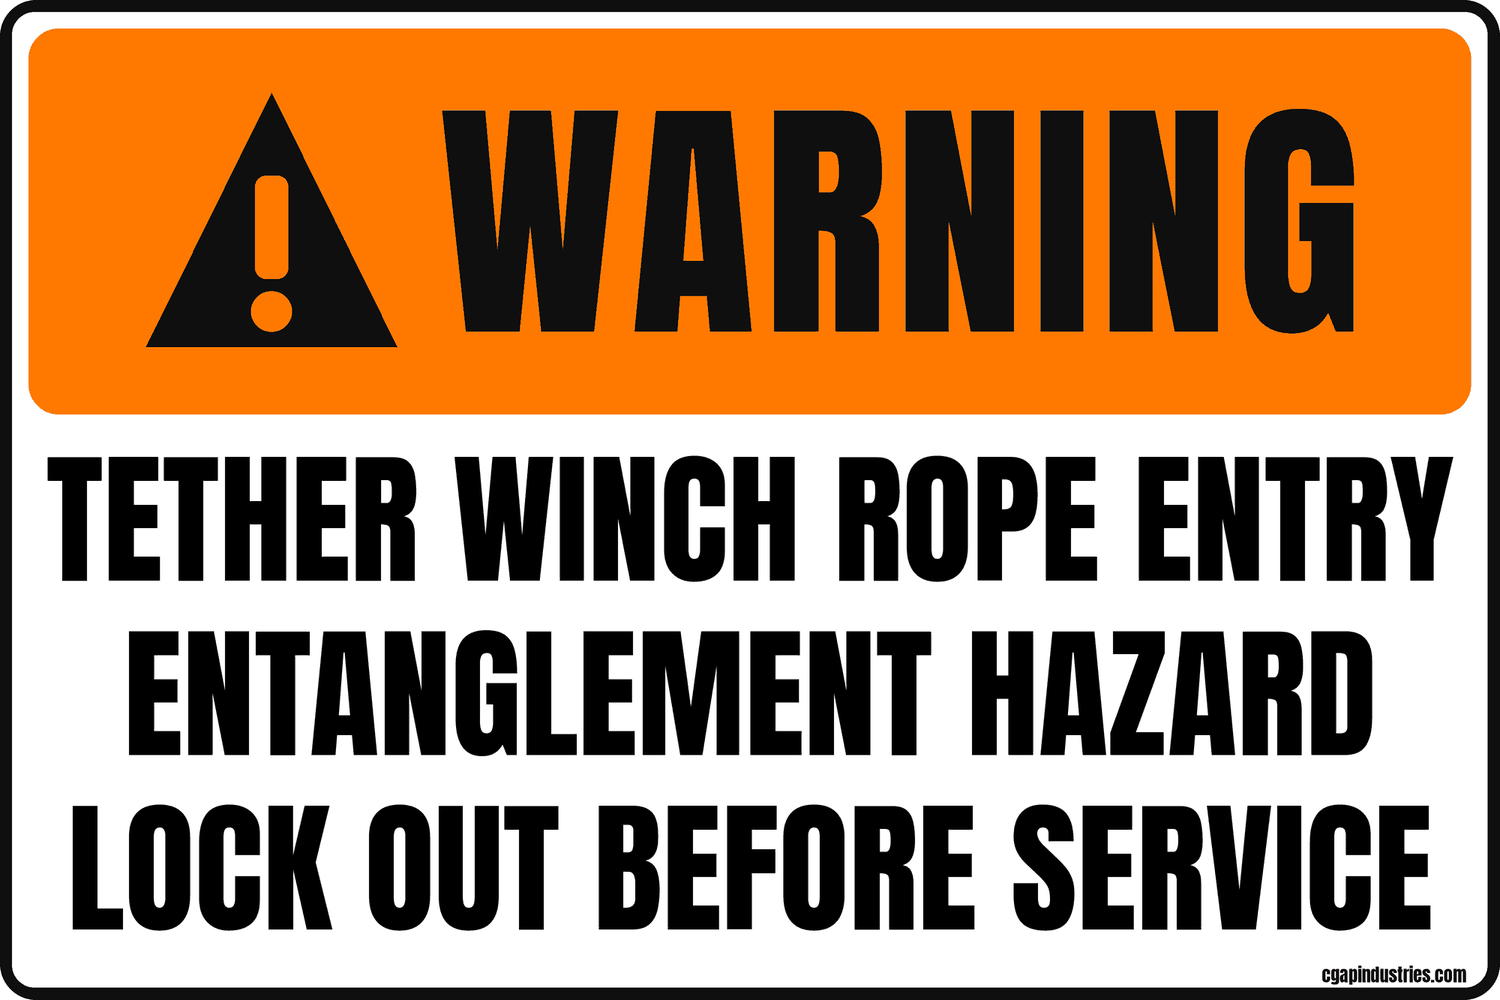 WARNING
TETHER WINCH ROPE ENTRY
ENTANGLEMENT HAZARD
LOCK OUT BEFORE SERVICE
cgapindustries.com